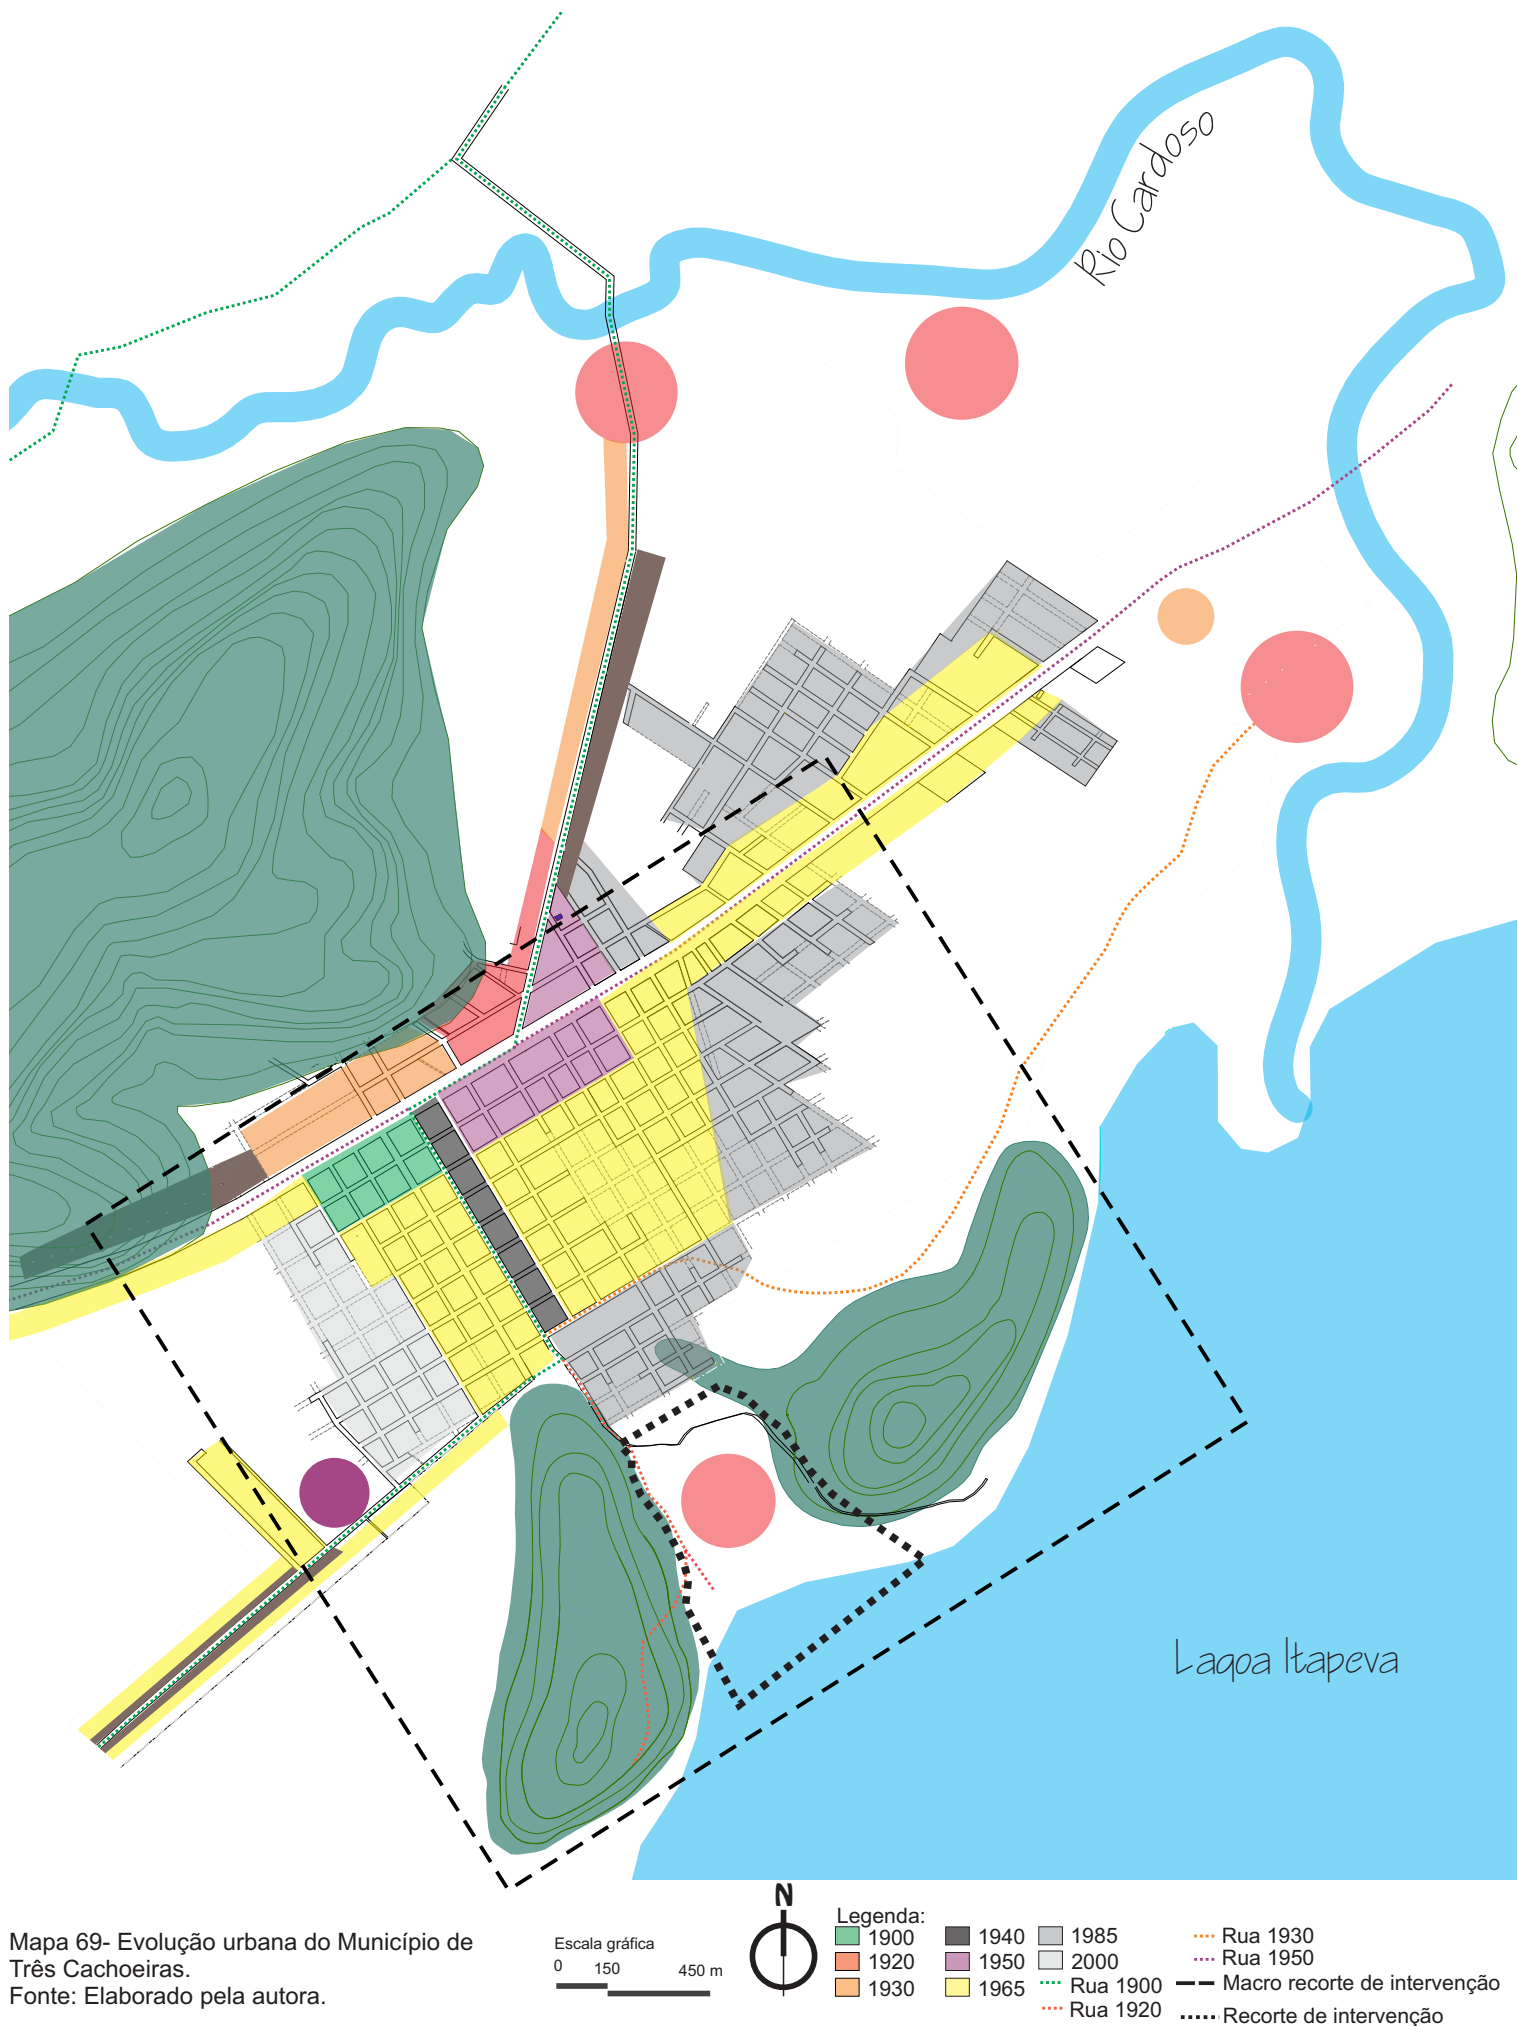 Rio Cardoso
Lagoa Itapeva
Mapa 69- Evolução urbana do Município de
Três Cachoeiras.
Fonte: Elaborado pela autora.
Escala gráfica
0 150 450 m
N
Legenda:
1900
1920
1930
1940
1950
1965
1985
2000
Rua 1900
Rua 1920
Rua 1930
Rua 1950
Macro recorte de intervenção
Recorte de intervenção